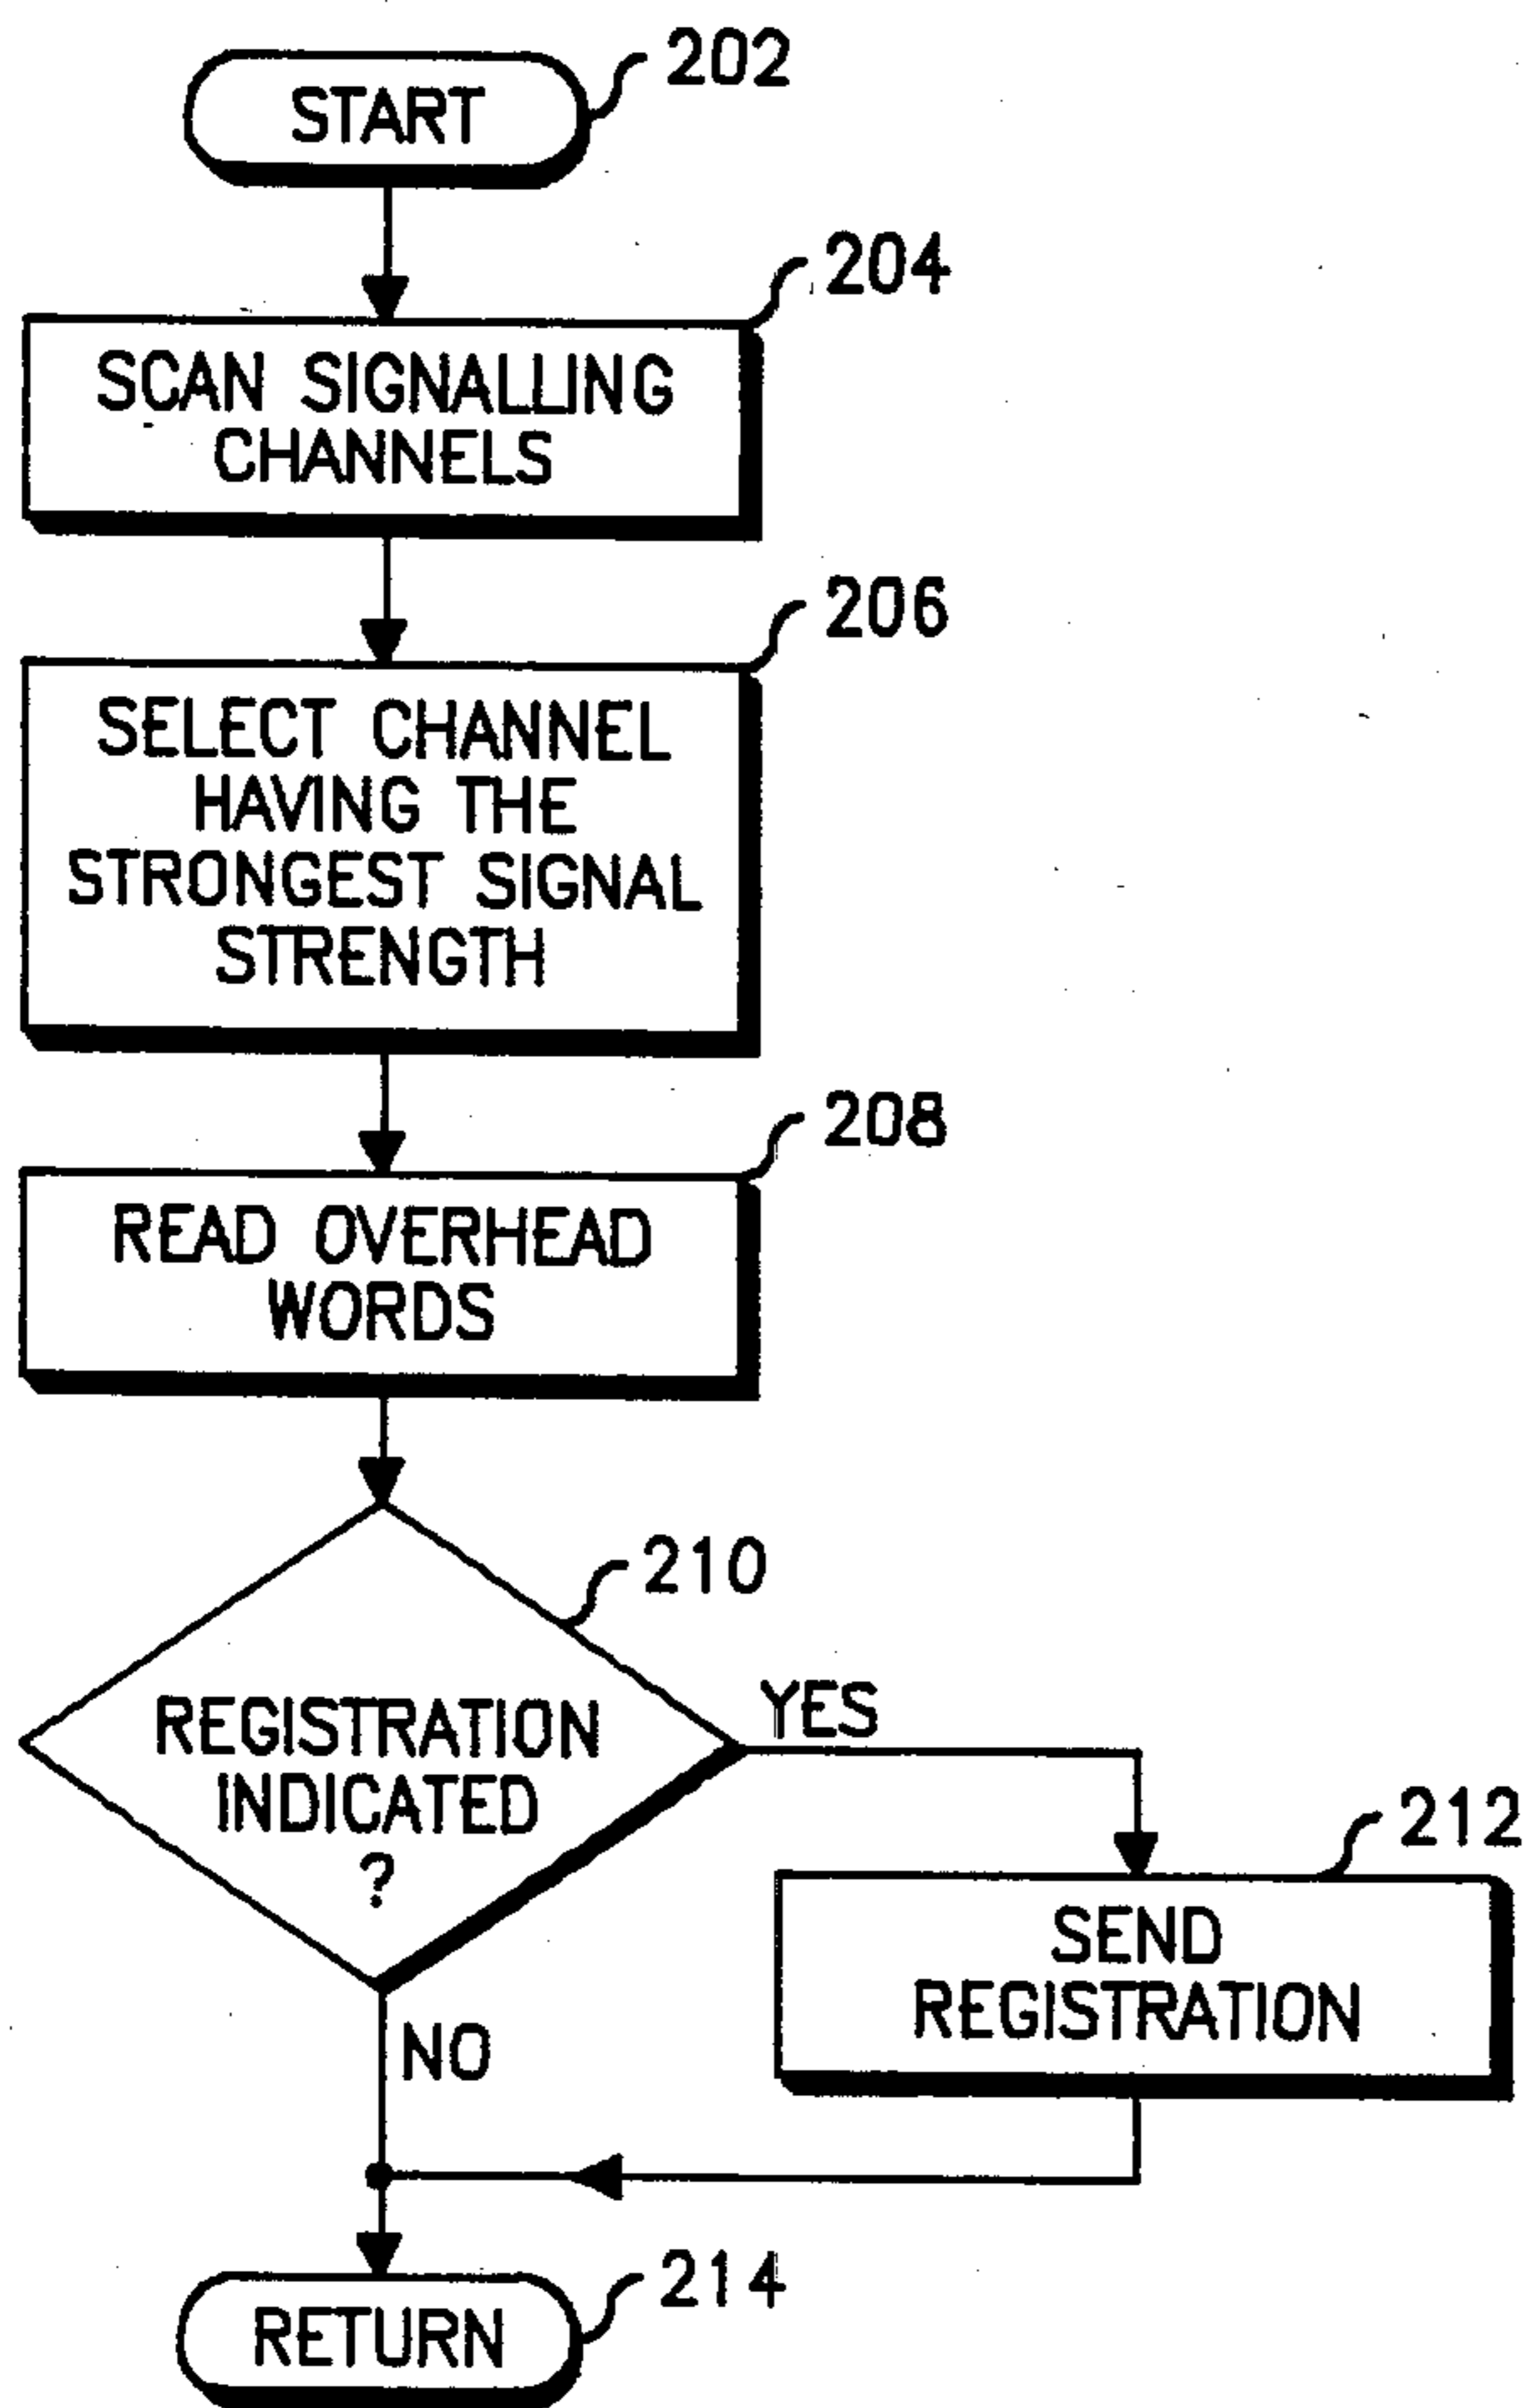 202
START
204
SCAN SIGNALLING
CHANNELS
206
SELECT CHANNEL
HAVING THE
STRONGEST SIGNAL
STRENGTH
208
READ OVERHEAD
WORDS
210
REGISTRATION
INDICATED
?
YES
212
SEND
REGISTRATION
NO
214
RETURN